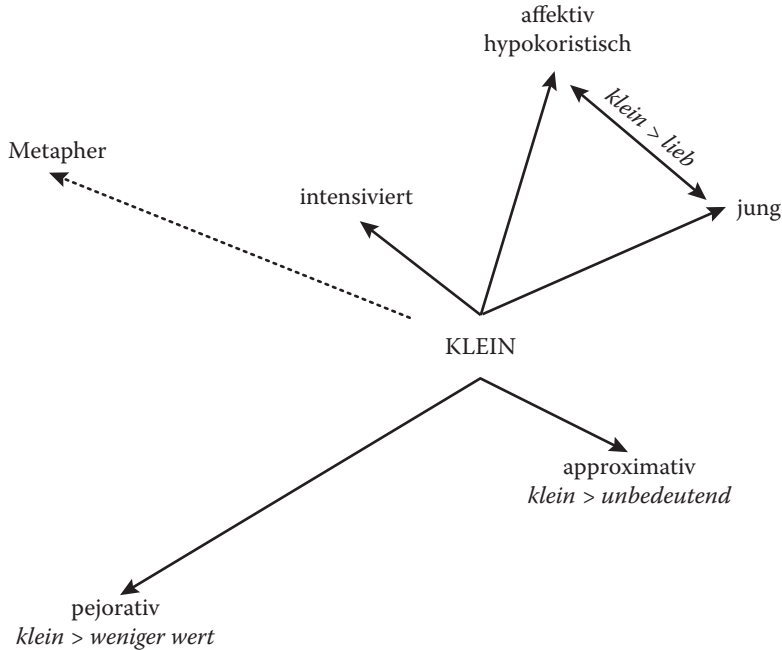 affektiv
hypokoristisch
klein > lieb
Metapher
intensiviert
jung
KLEIN
approximativ
klein > unbedeutend
pejorativ
klein > weniger wert